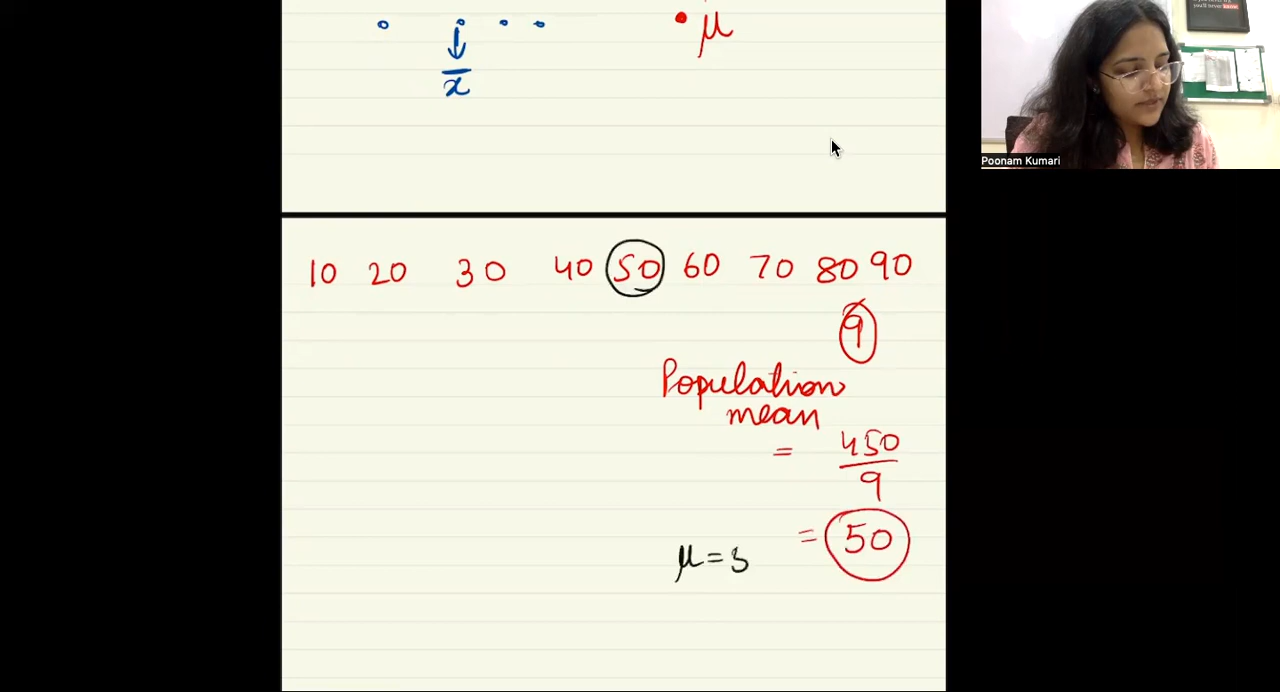 μ
x̄
Poonam Kumari
10 20 30 40 50 60 70 80 90
9
Population
mean
= 450/9
= 50
μ = 5